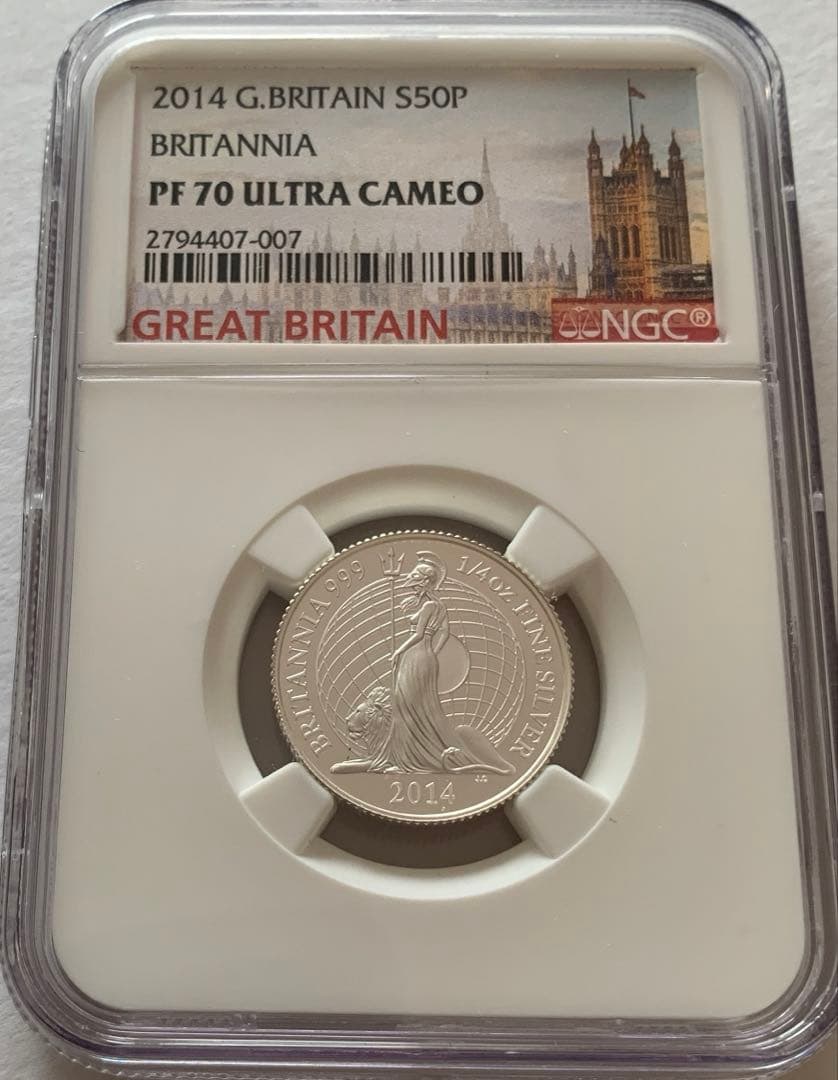 2014 G.BRITAIN S50P
BRITANNIA
PF 70 ULTRA CAMEO
2794407-007
GREAT BRITAIN
NGC®
BRITANNIA 999
1/4OZ FINE SILVER
2014